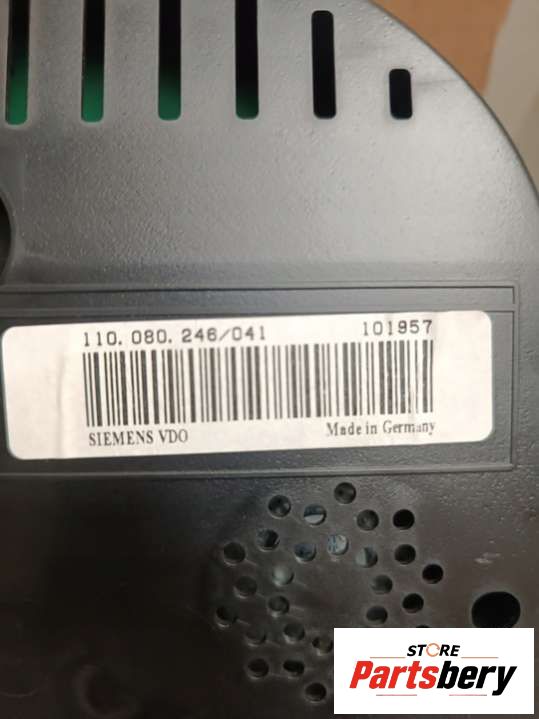 110.080.246/041 101957
SIEMENS VDO Made in Germany
STORE
Partsbery